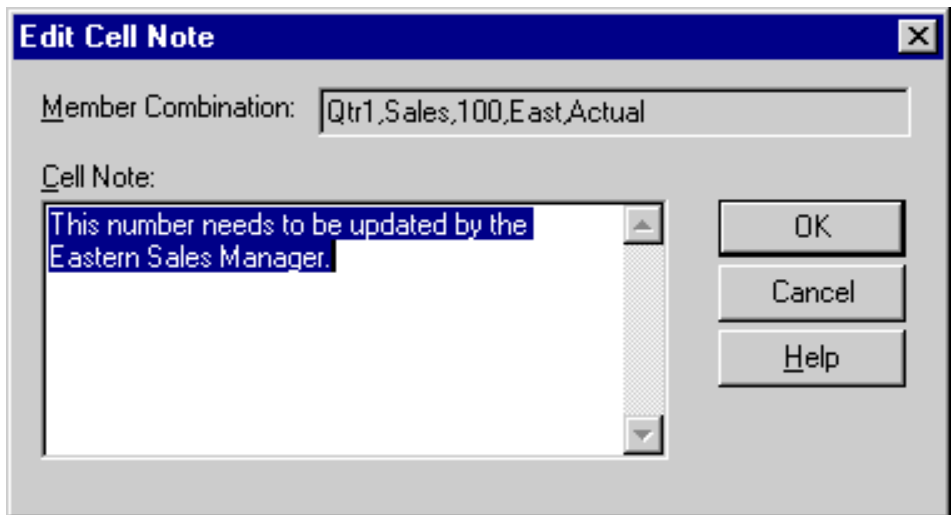 Edit Cell Note
Member Combination: Qtr1,Sales,100,East,Actual
Cell Note:
This number needs to be updated by the
Eastern Sales Manager.
OK
Cancel
Help